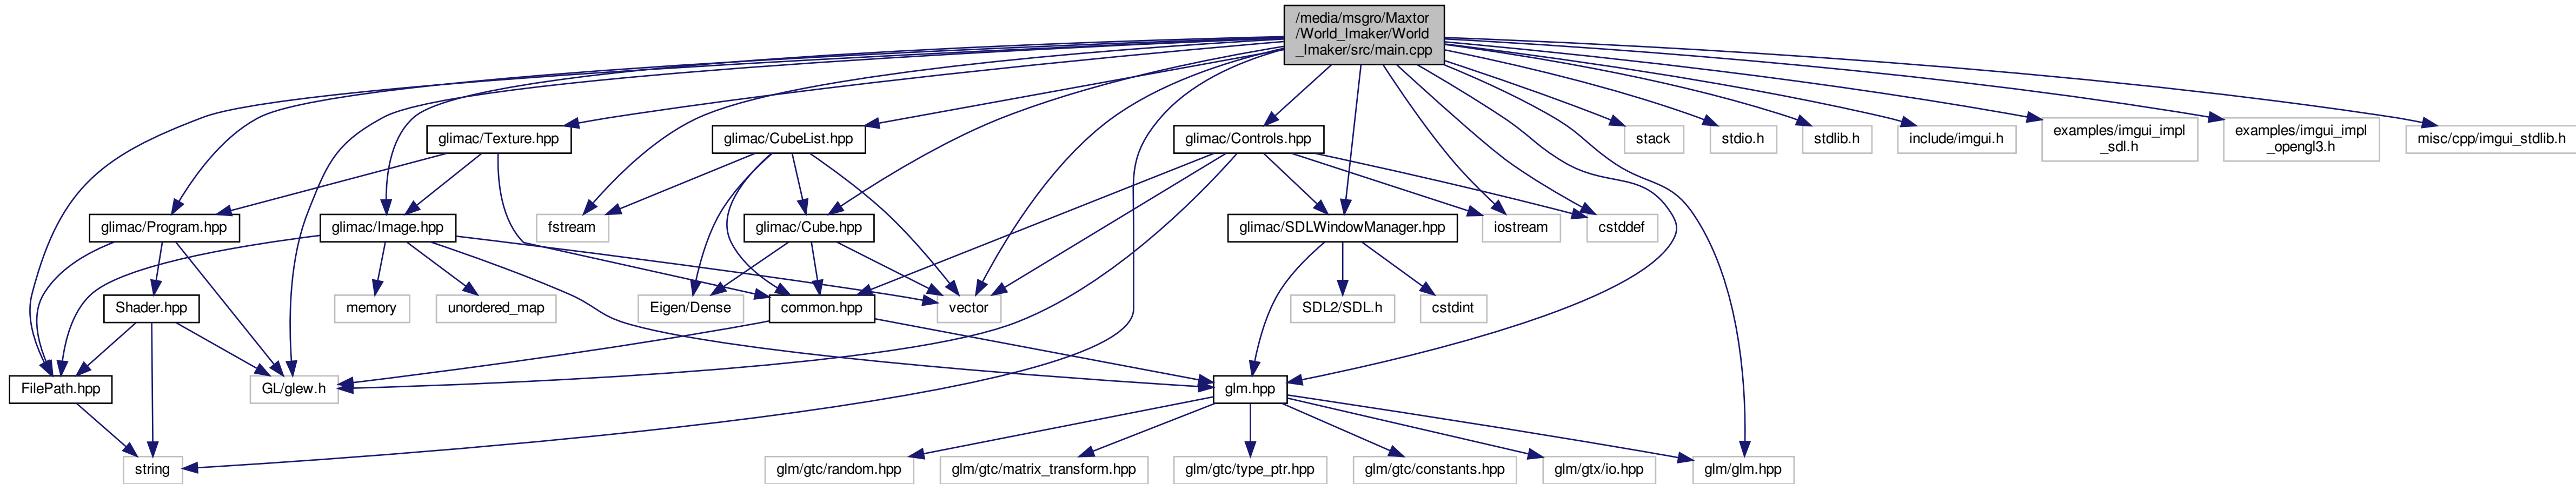 /media/msgro/Maxtor
/World_Imaker/World
_Imaker/src/main.cpp
glimac/Texture.hpp
glimac/CubeList.hpp
glimac/Controls.hpp
stack
stdio.h
stdlib.h
include/imgui.h
examples/imgui_impl
_sdl.h
examples/imgui_impl
_opengl3.h
misc/cpp/imgui_stdlib.h
glimac/Program.hpp
glimac/Image.hpp
fstream
glimac/Cube.hpp
glimac/SDLWindowManager.hpp
iostream
cstddef
Shader.hpp
memory
unordered_map
Eigen/Dense
common.hpp
vector
SDL2/SDL.h
cstdint
FilePath.hpp
GL/glew.h
glm.hpp
string
glm/gtc/random.hpp
glm/gtc/matrix_transform.hpp
glm/gtc/type_ptr.hpp
glm/gtc/constants.hpp
glm/gtx/io.hpp
glm/glm.hpp